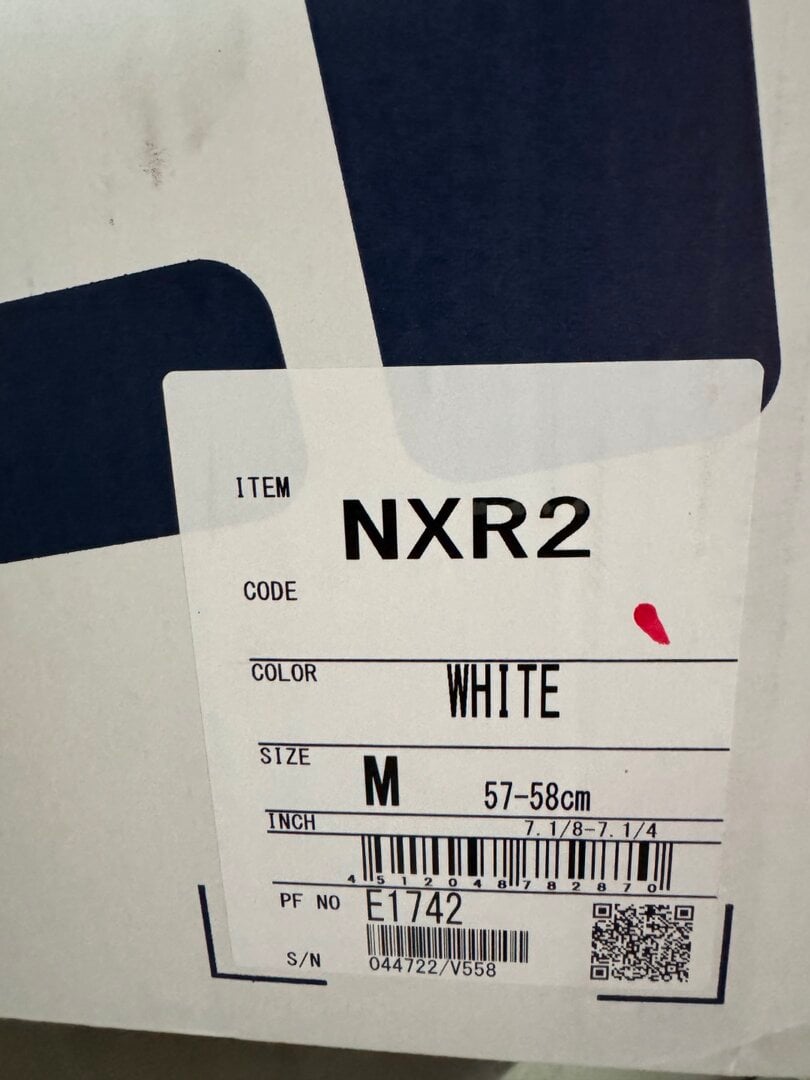 ITEM
NXR2
CODE
COLOR WHITE
SIZE M 57-58cm
INCH 7.1/8-7.1/4
4 512048 782870
PF NO E1742
S/N 044722/V558